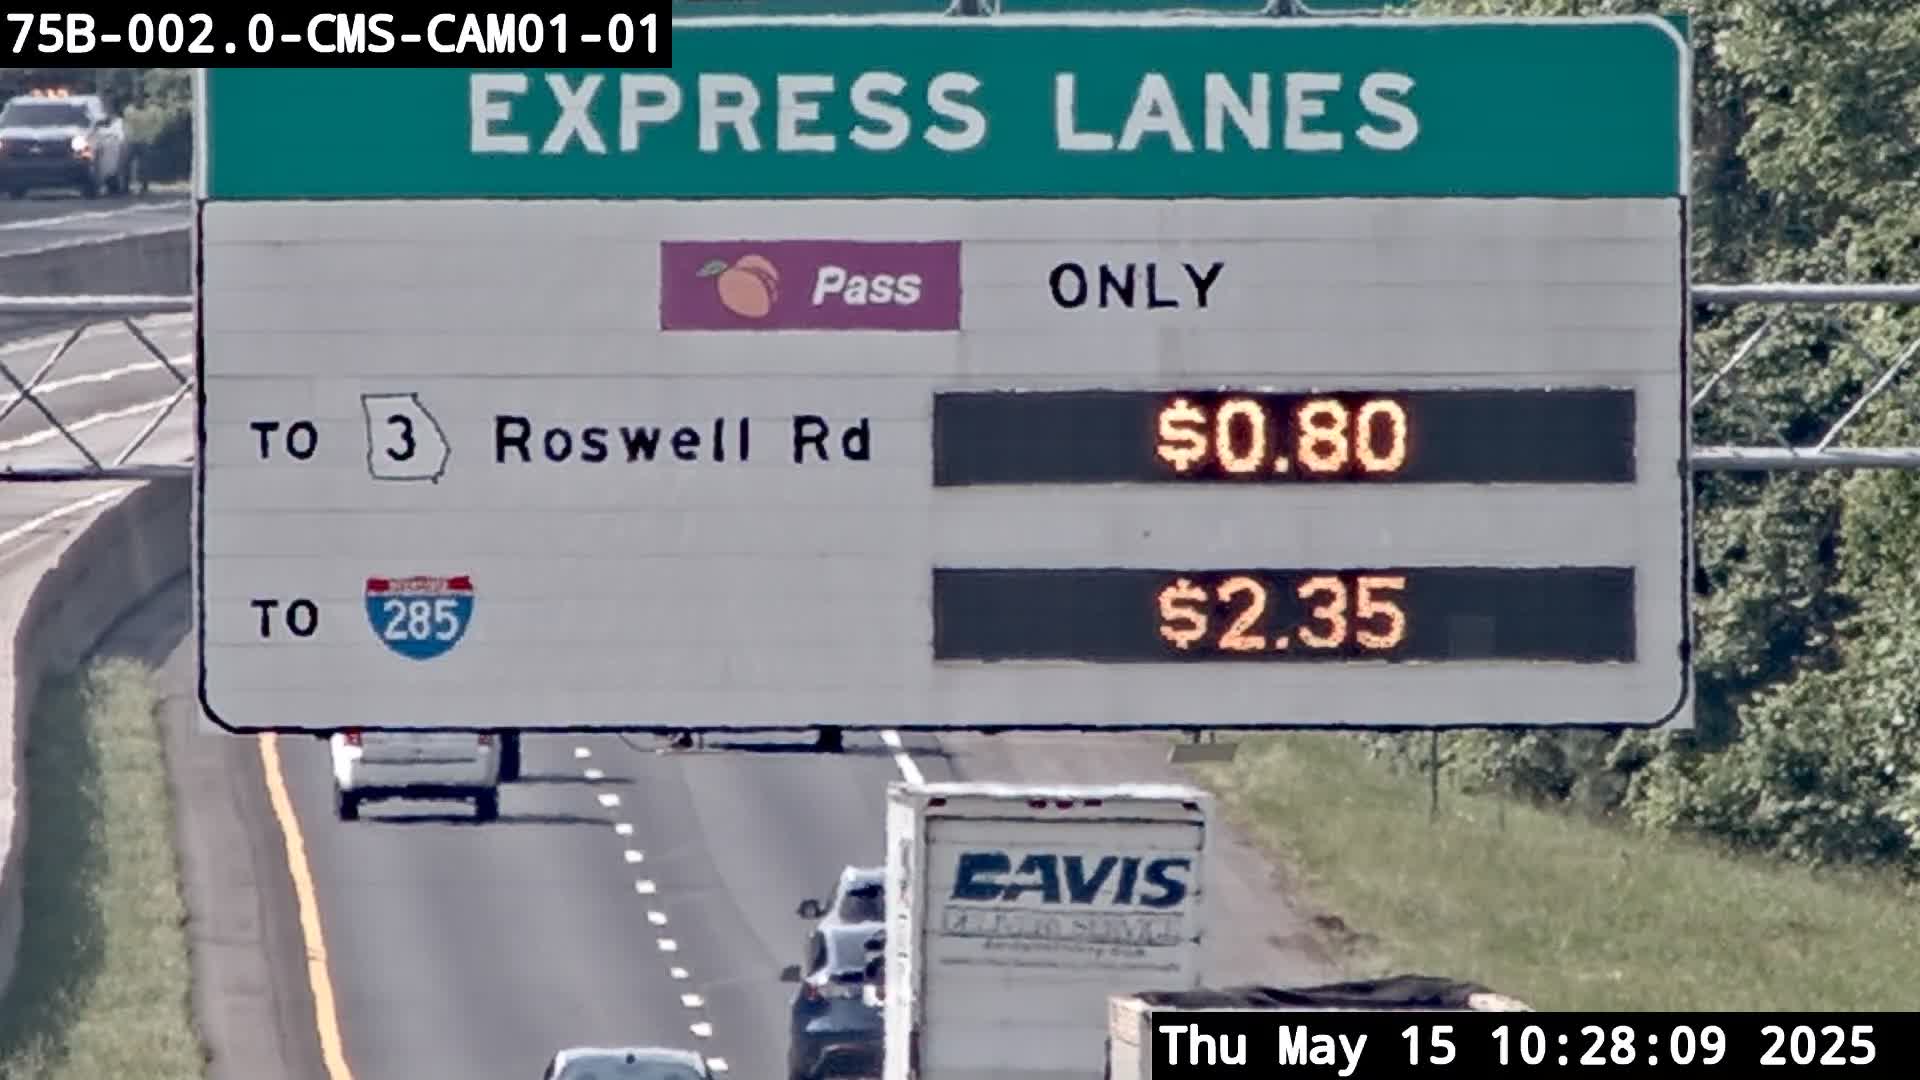 75B-002.0-CMS-CAM01-01
EXPRESS LANES
Pass ONLY
TO 3 Roswell Rd $0.80
TO 285 $2.35
DAVIS
Thu May 15 10:28:09 2025